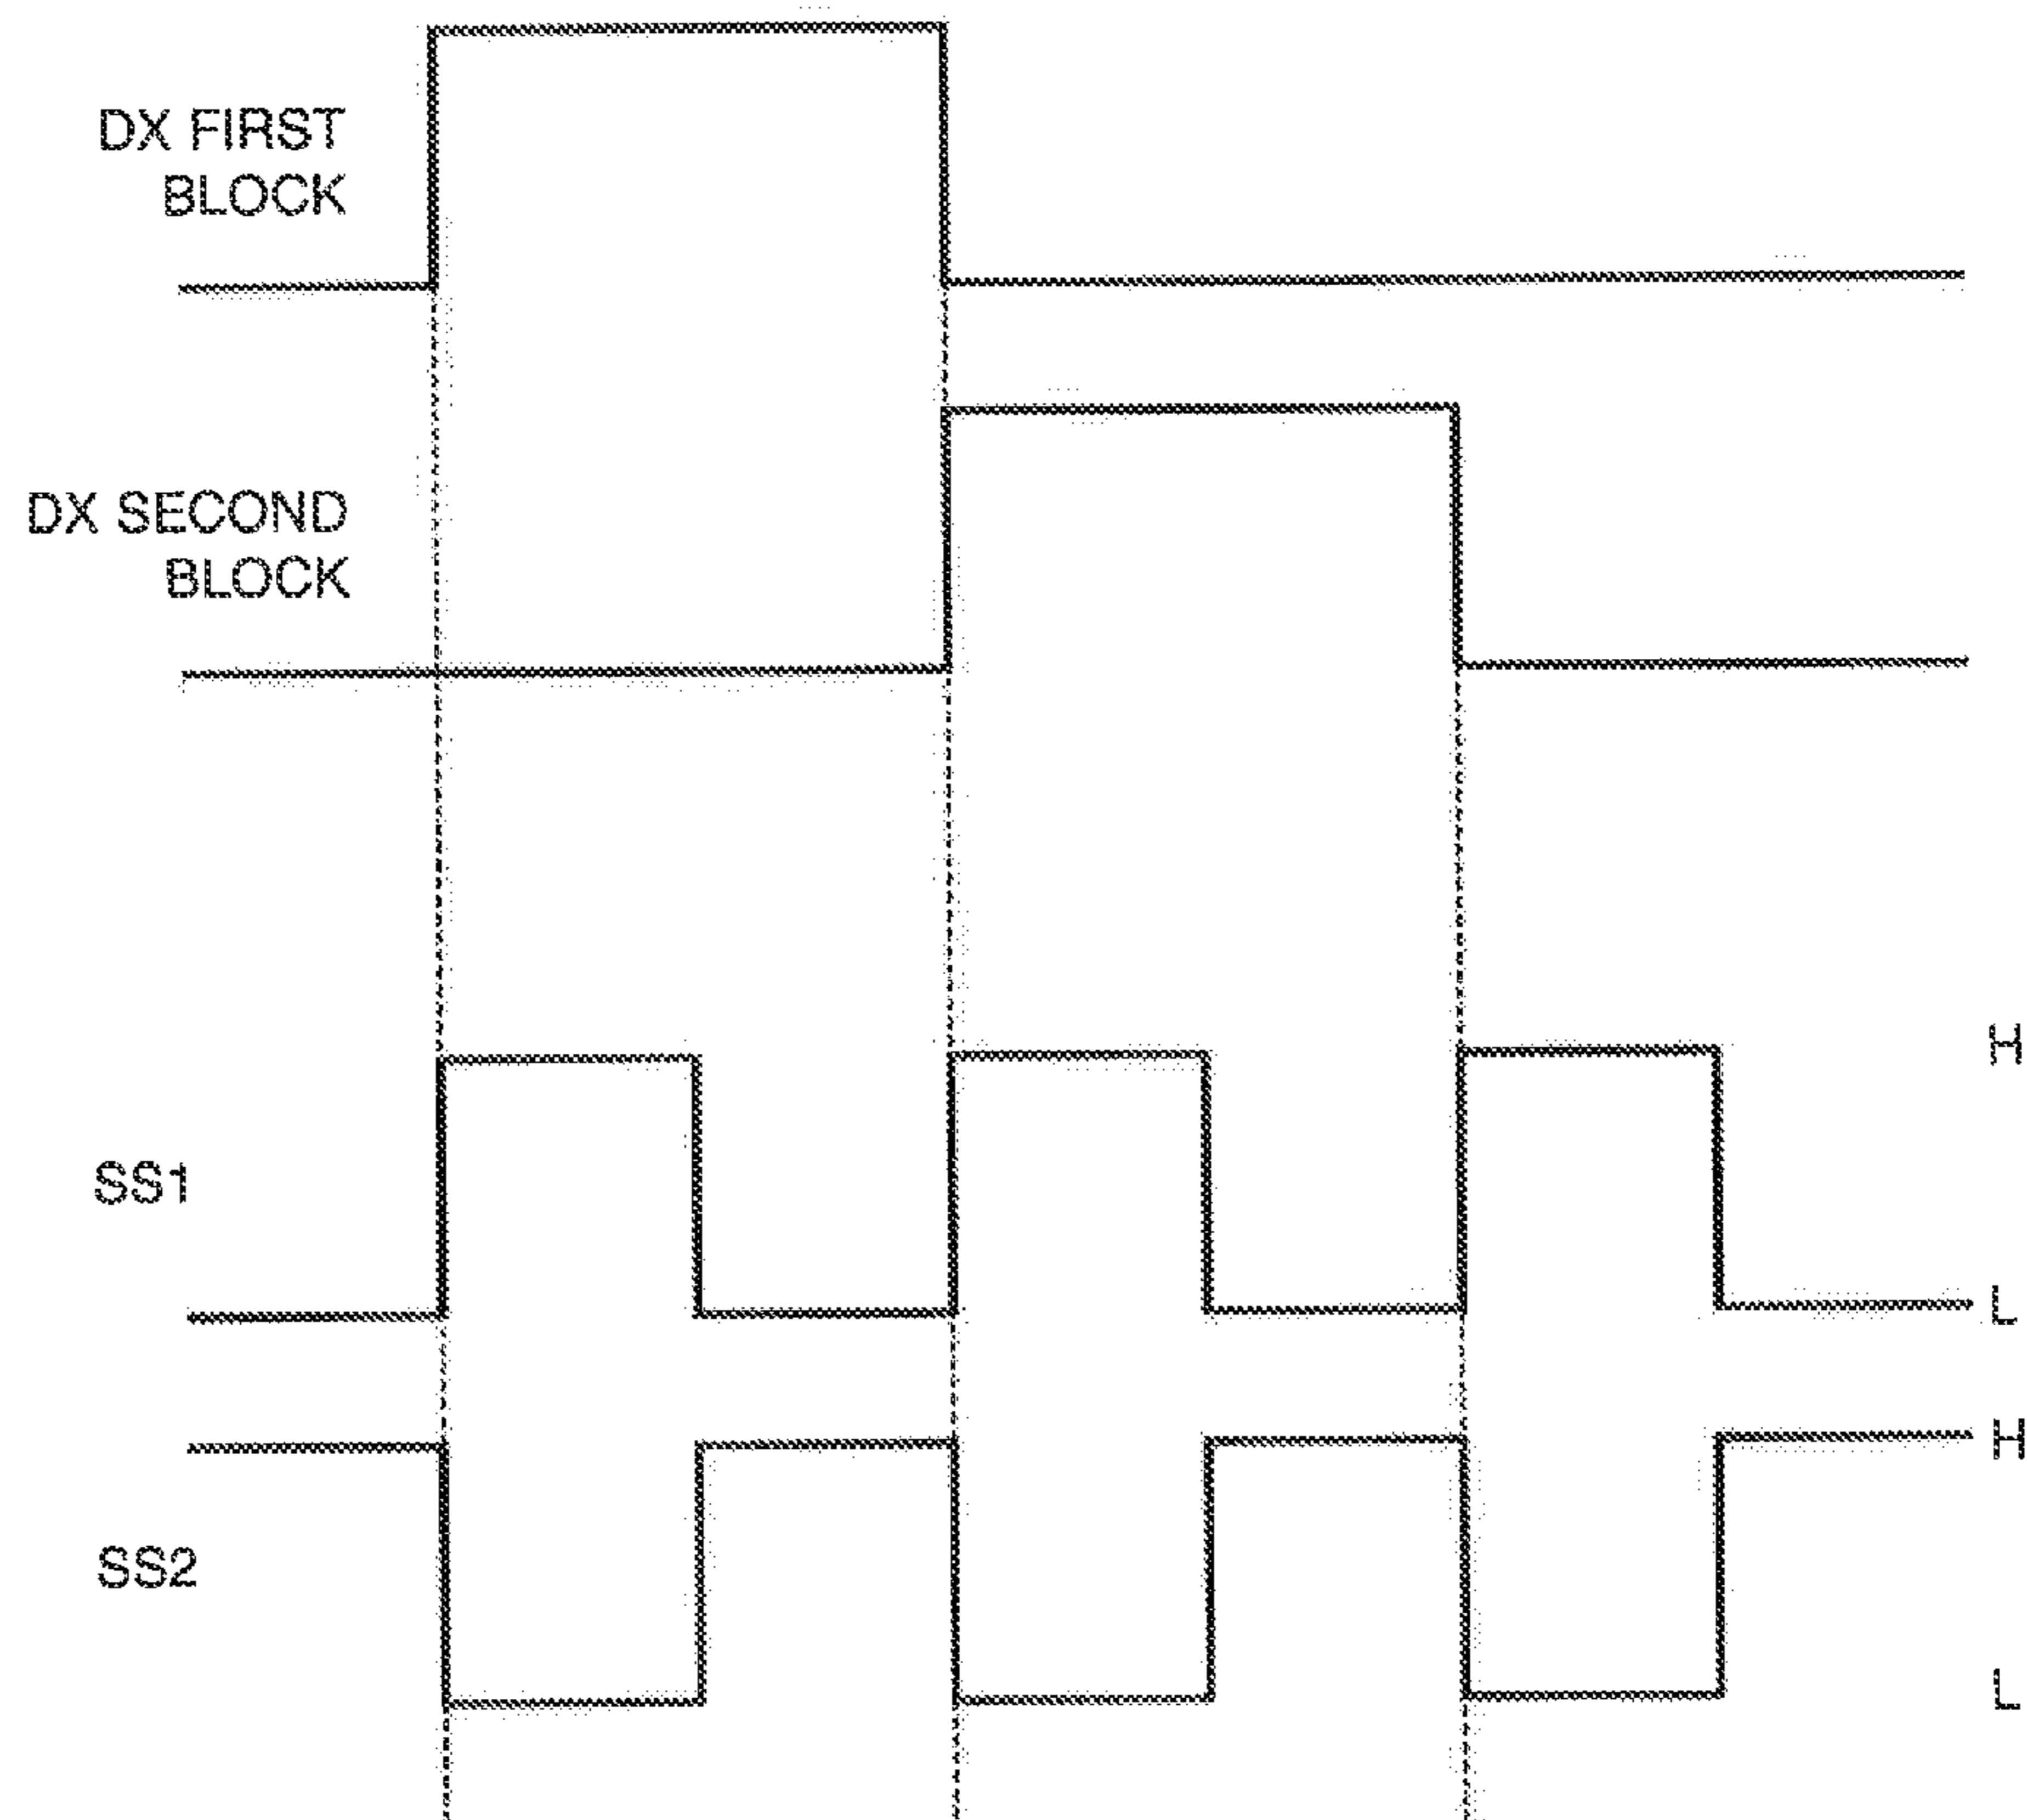 DX FIRST
BLOCK
DX SECOND
BLOCK
H
SS1
L
H
SS2
L